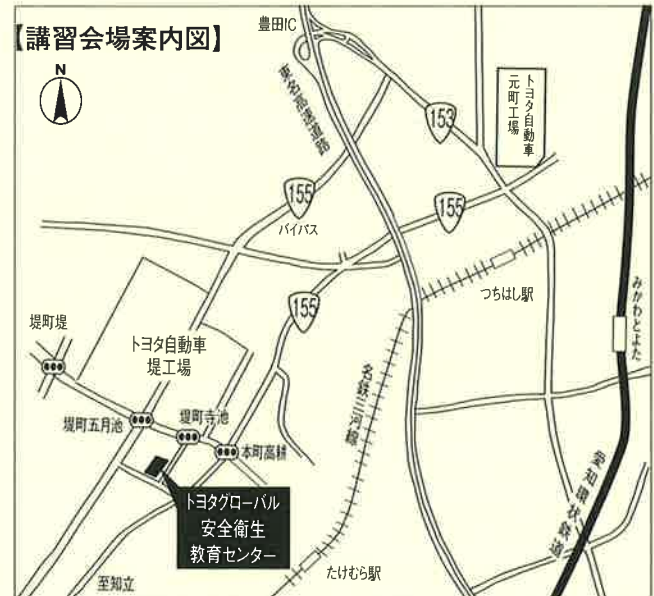 【講習会場案内図】
N
豊田IC
東名高速道路
153
トヨタ自動車
元町工場
155
バイパス
155
つちはし駅
みかわとよた
155
堤町堤
トヨタ自動車
堤工場
名鉄三河線
堤町五月池
堤町寺池
本町高耕
愛知環状鉄道
トヨタグローバル
安全衛生
教育センター
たけむら駅
至知立